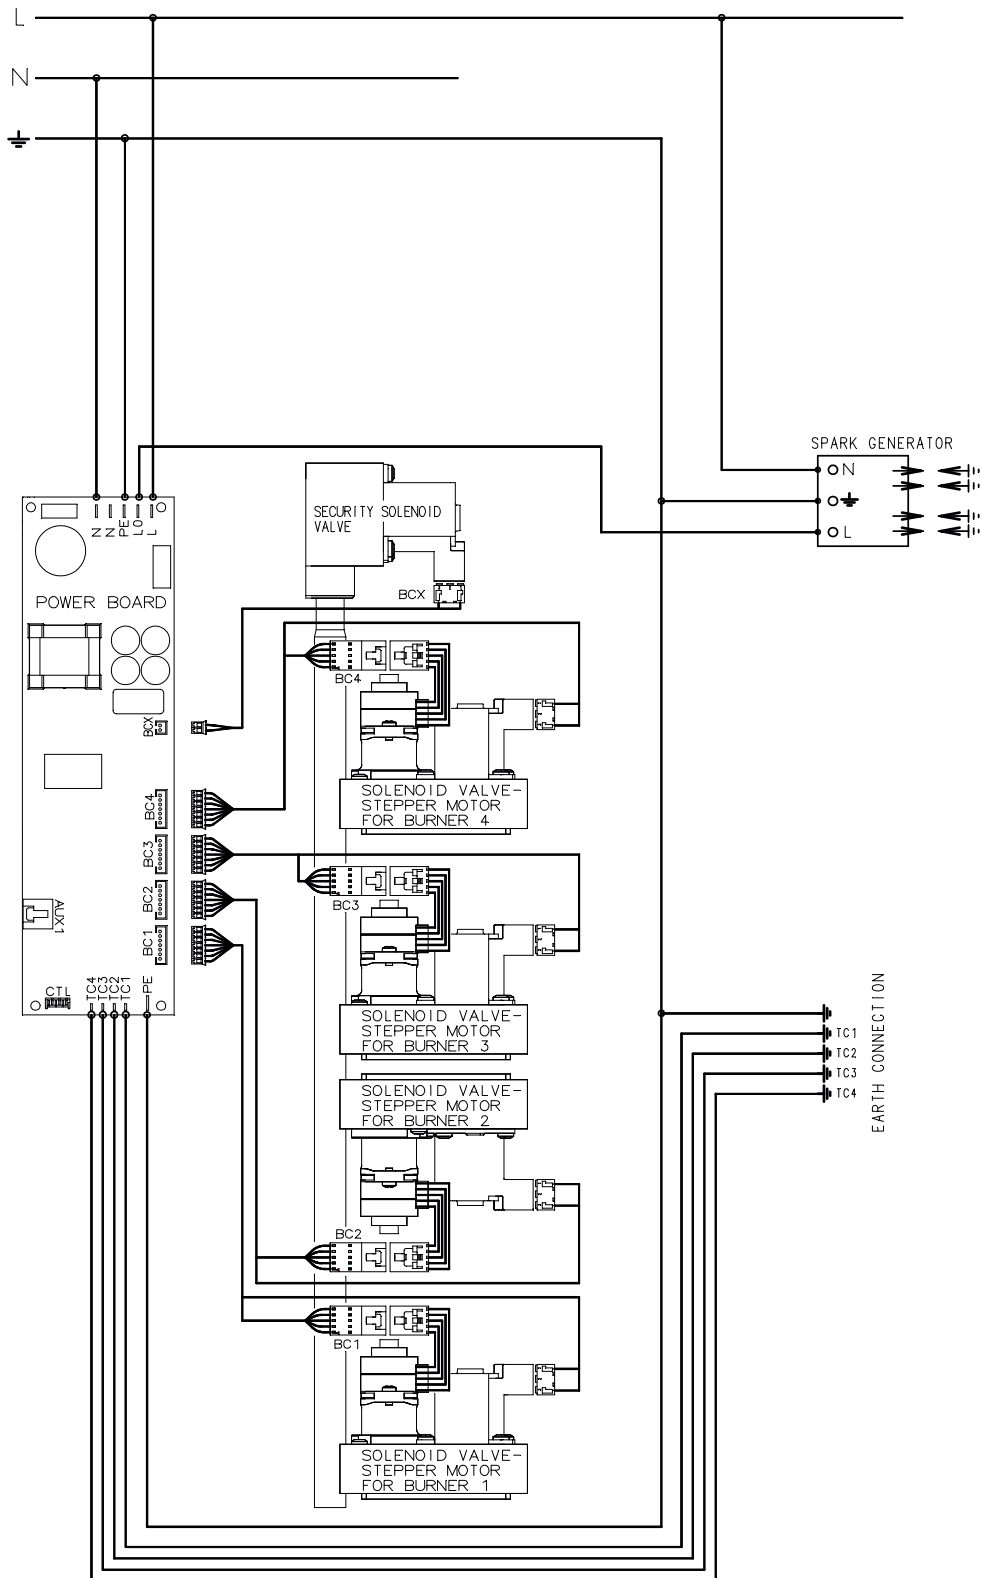 L
N
SPARK GENERATOR
N
L
N
N
PE
LO
L
SECURITY SOLENOID
VALVE
BCX
POWER BOARD
BC4
BCX
SOLENOID VALVE-
STEPPER MOTOR
FOR BURNER 4
BC4
BC3
BC3
BC2
AUX1
BC1
CTL
TC4
TC3
TC2
TC1
PE
SOLENOID VALVE-
STEPPER MOTOR
FOR BURNER 3
EARTH CONNECTION
TC1
TC2
TC3
TC4
SOLENOID VALVE-
STEPPER MOTOR
FOR BURNER 2
BC2
BC1
SOLENOID VALVE-
STEPPER MOTOR
FOR BURNER 1